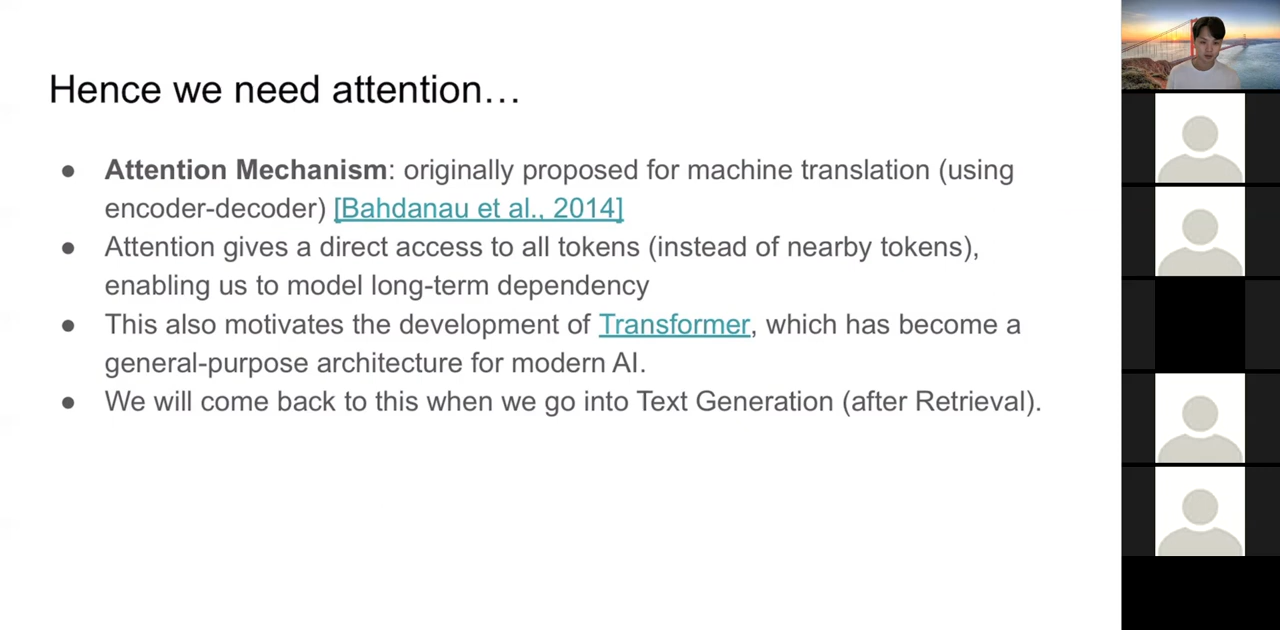 Hence we need attention…
● Attention Mechanism: originally proposed for machine translation (using
encoder-decoder) [Bahdanau et al., 2014]
● Attention gives a direct access to all tokens (instead of nearby tokens),
enabling us to model long-term dependency
● This also motivates the development of Transformer, which has become a
general-purpose architecture for modern AI.
● We will come back to this when we go into Text Generation (after Retrieval).